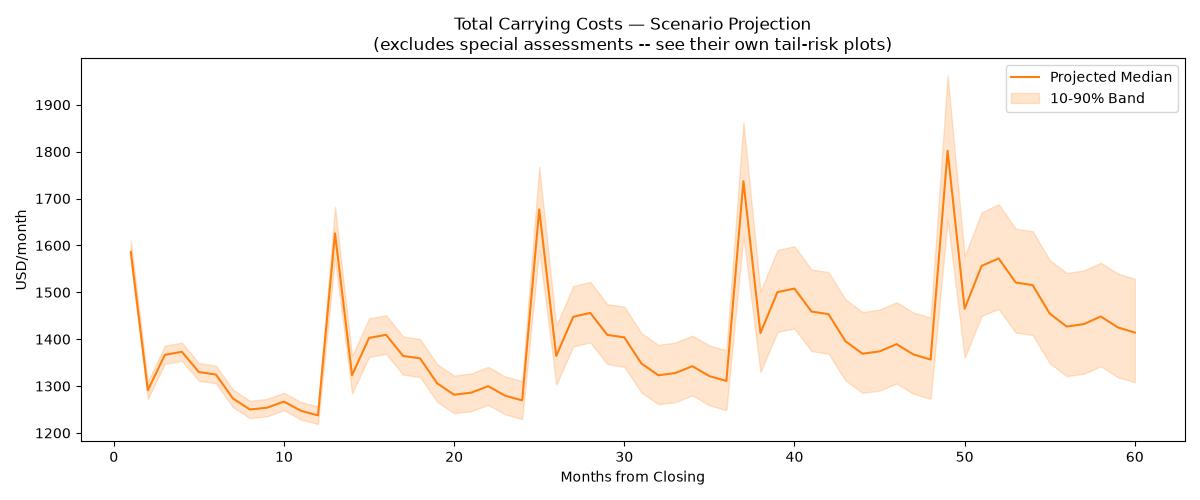 Total Carrying Costs — Scenario Projection
(excludes special assessments -- see their own tail-risk plots)
Projected Median
10-90% Band
USD/month
1900
1800
1700
1600
1500
1400
1300
1200
0 10 20 30 40 50 60
Months from Closing